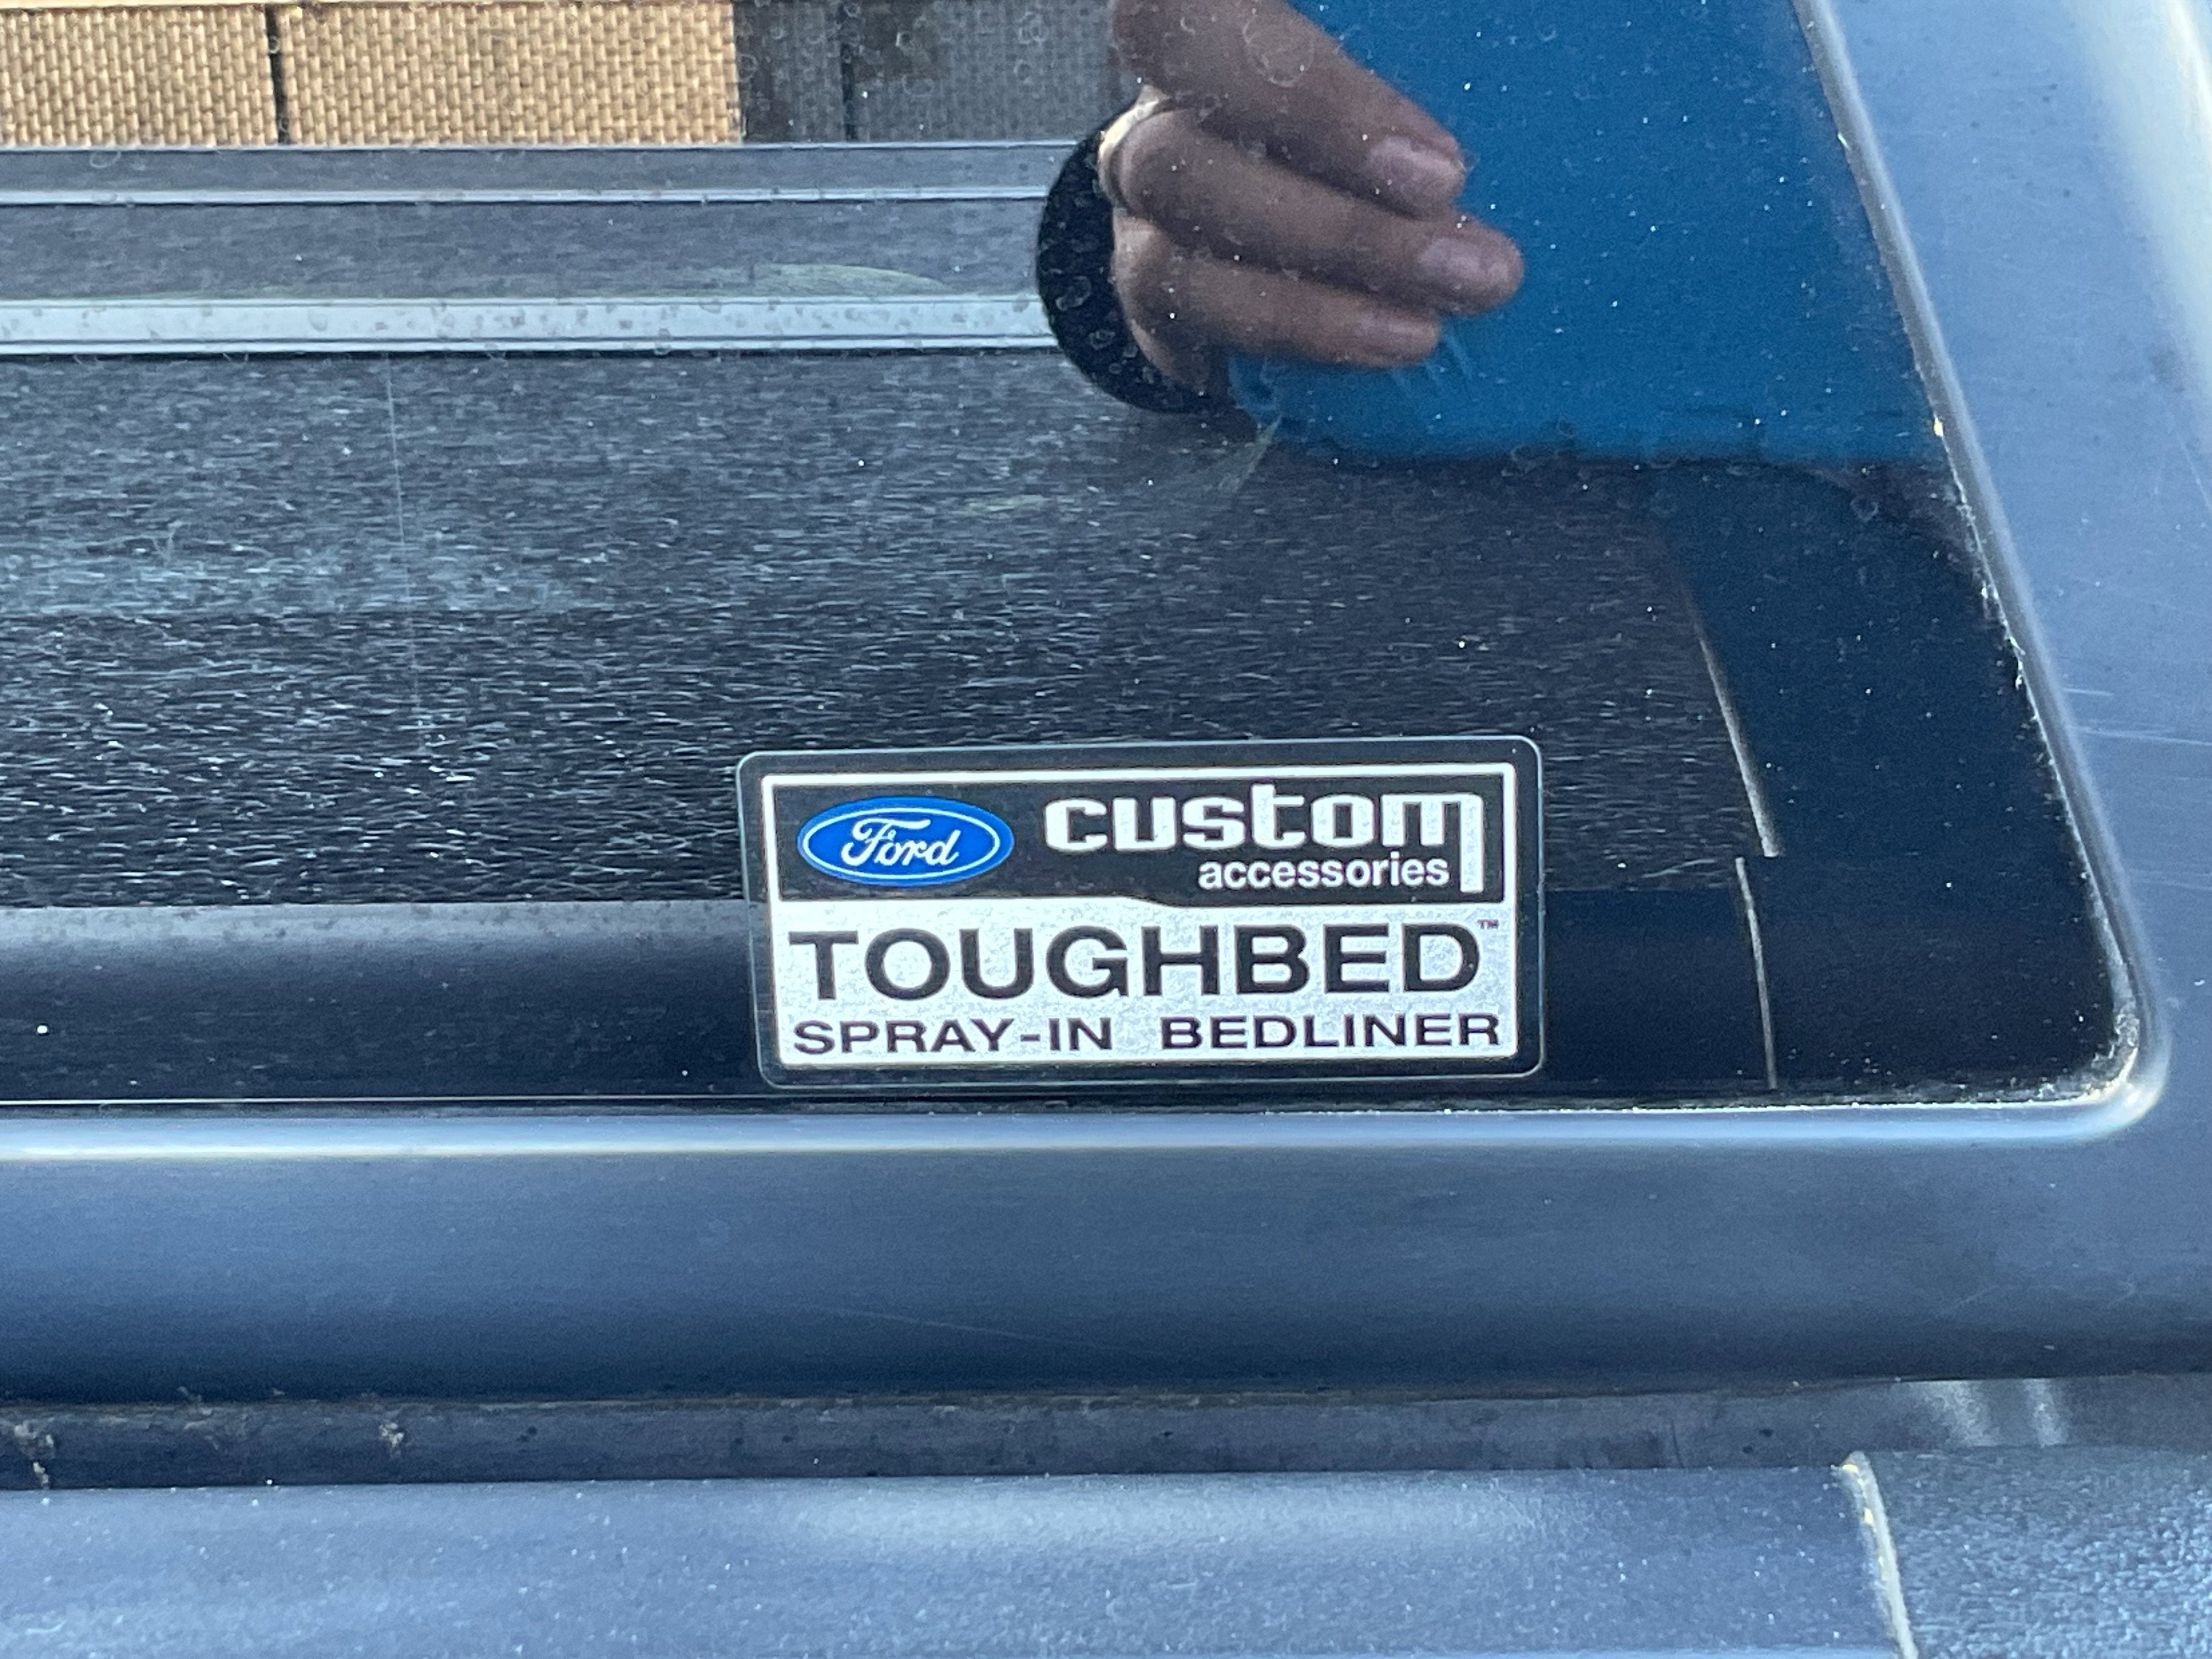 Ford custom
accessories
TOUGHBED™
SPRAY-IN BEDLINER